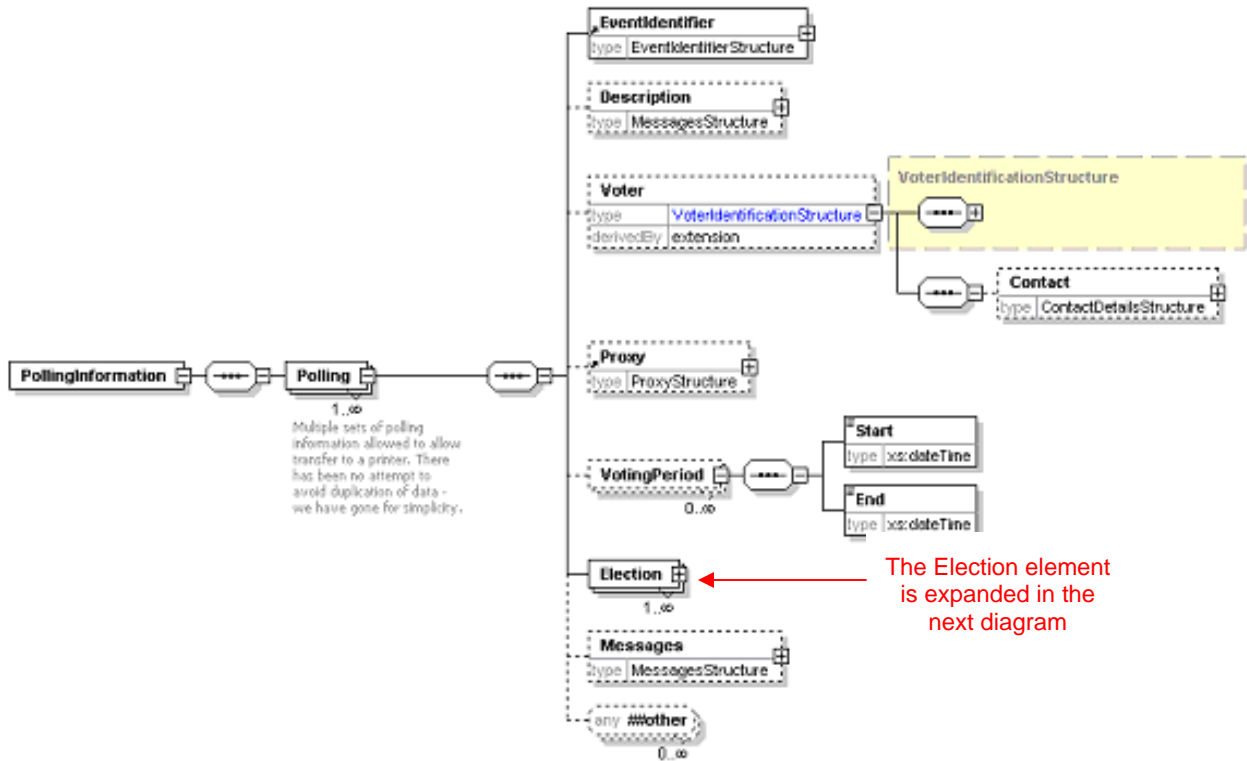 EventIdentifier
type EventIdentifierStructure
Description
type MessagesStructure
VoterIdentificationStructure
Voter
type VoterIdentificationStructure
derivedBy extension
Contact
type ContactDetailsStructure
PollingInformation
Polling
1..∞
Multiple sets of polling
information allowed to allow
transfer to a printer. There
has been no attempt to
avoid duplication of data -
we have gone for simplicity.
Proxy
type ProxyStructure
VotingPeriod
0..∞
Start
type xs:dateTime
End
type xs:dateTime
Election
1..∞
The Election element
is expanded in the
next diagram
Messages
type MessagesStructure
any ##other
0..∞